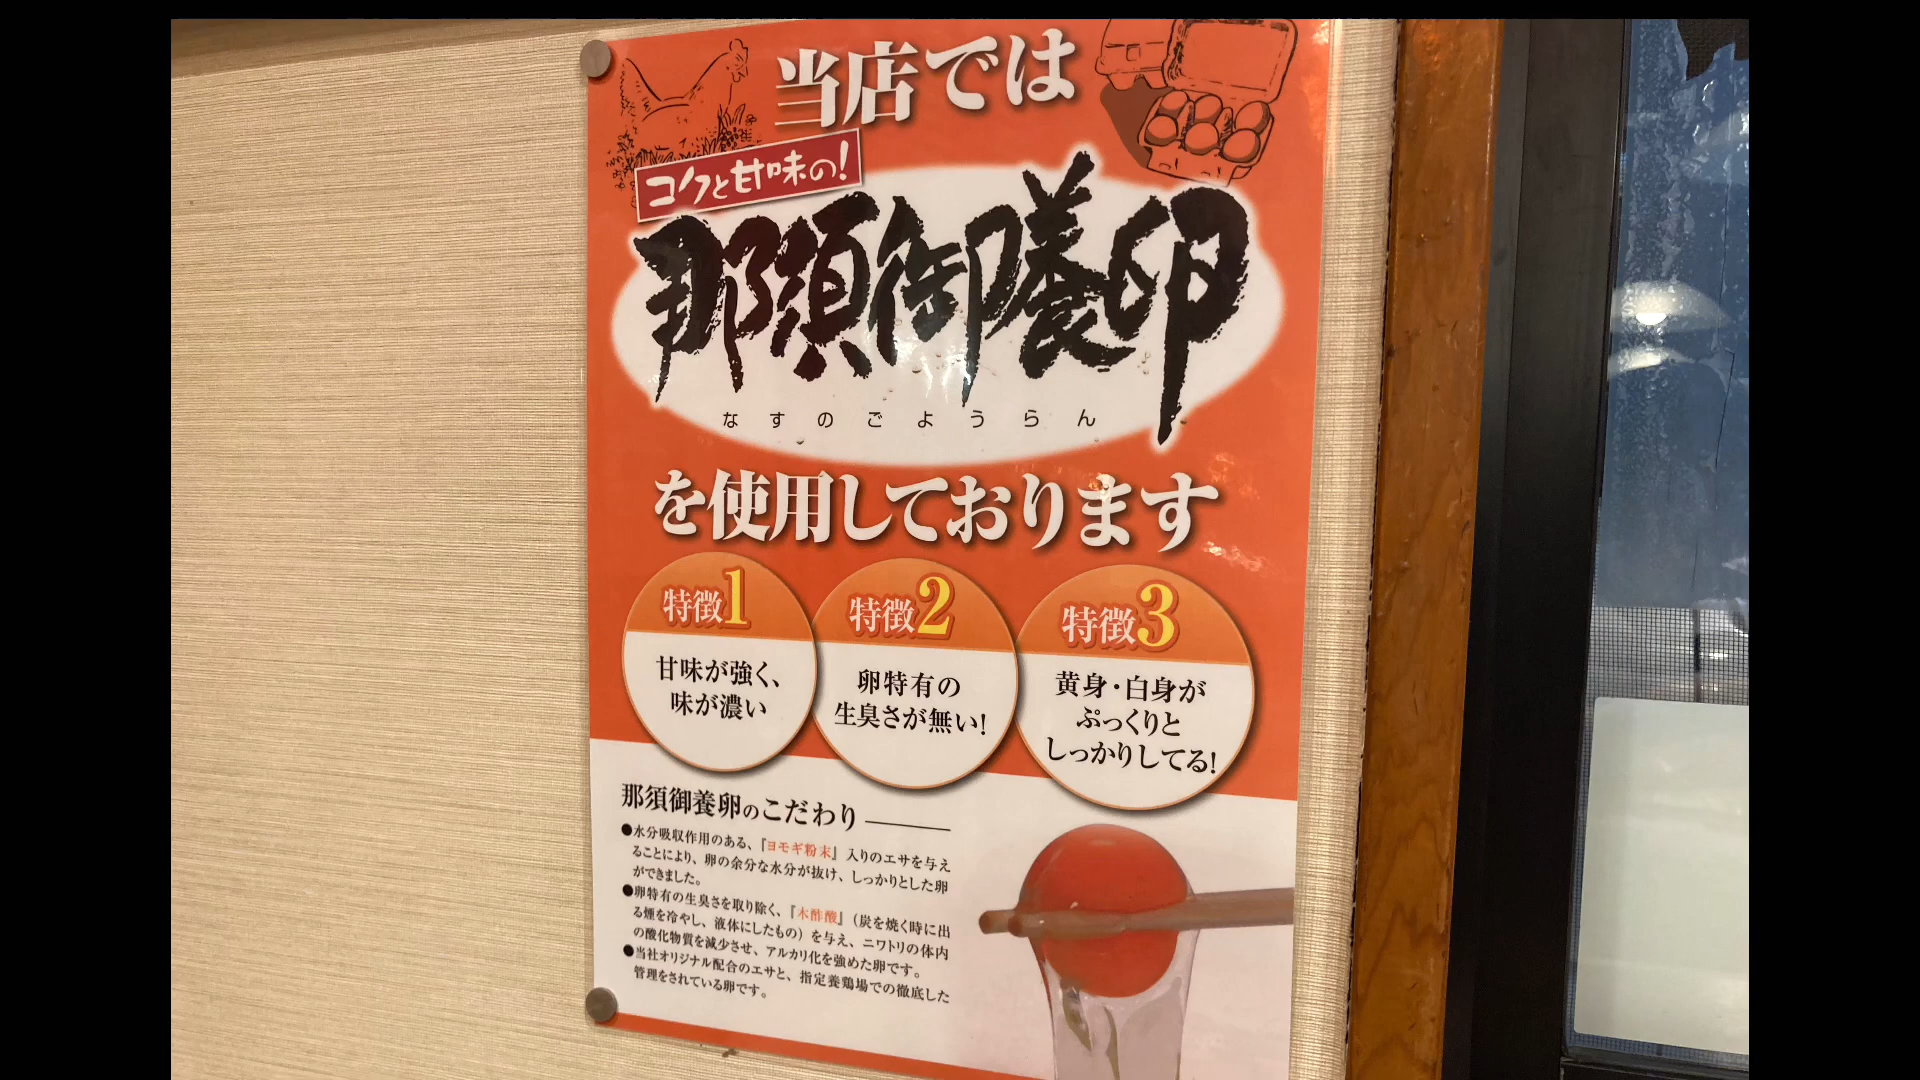 当店では
コクと甘味の!
那須御養卵
なすのごようらん
を使用しております
特徴1
甘味が強く、
味が濃い
特徴2
卵特有の
生臭さが無い!
特徴3
黄身・白身が
ぷっくりと
しっかりしてる!
那須御養卵のこだわり
●水分吸収作用のある、『ヨモギ粉末』入りのエサを与え
ることにより、卵の余分な水分が抜け、しっかりとした卵
ができました。
●卵特有の生臭さを取り除く、『木酢酸』(炭を焼く時に出
る煙を冷やし、液体にしたもの)を与え、ニワトリの体内
の酸化物質を減少させ、アルカリ化を強めた卵です。
●当社オリジナル配合のエサと、指定養鶏場での徹底した
管理をされている卵です。